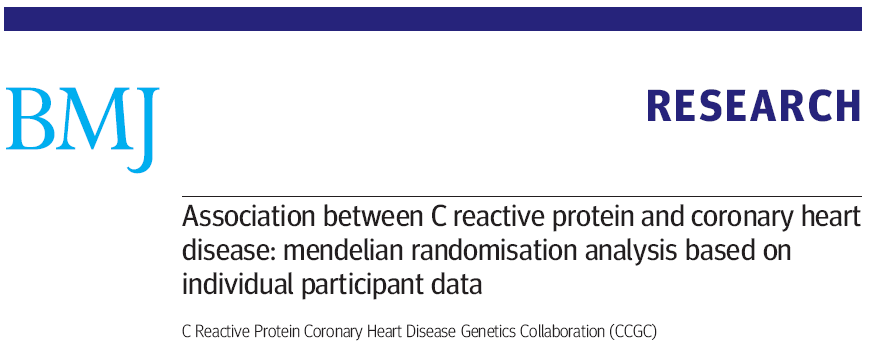 BMJ
RESEARCH
Association between C reactive protein and coronary heart
disease: mendelian randomisation analysis based on
individual participant data
C Reactive Protein Coronary Heart Disease Genetics Collaboration (CCGC)